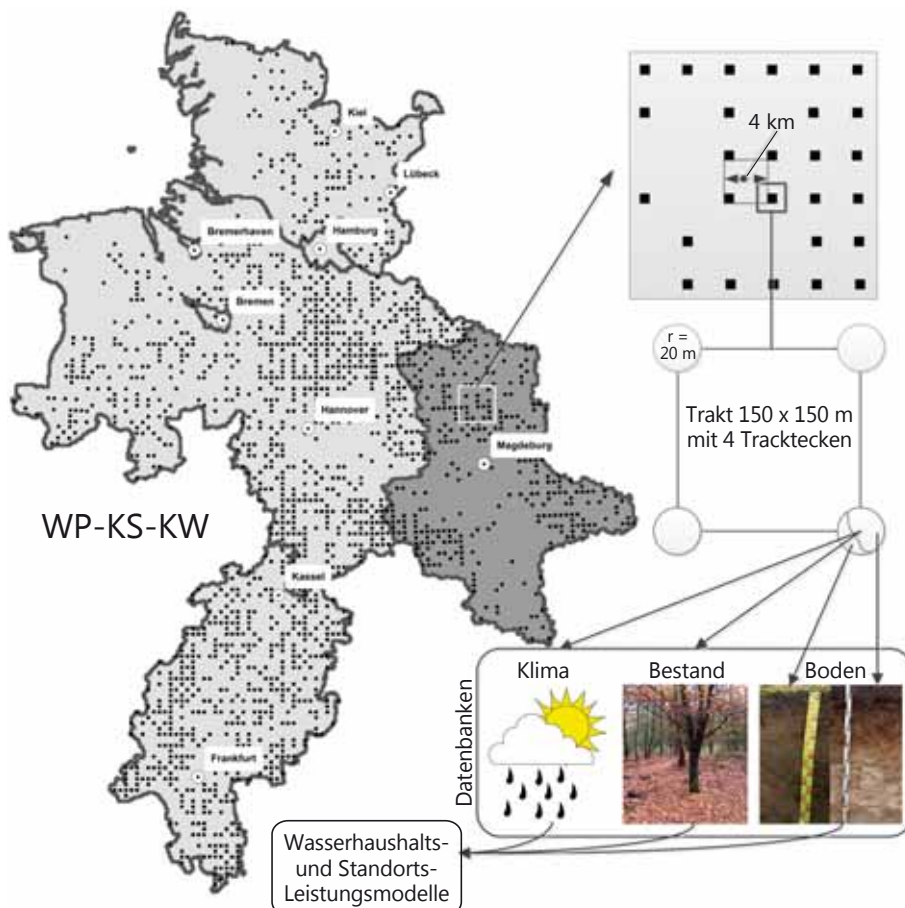 Kiel
4 km
Lübeck
Bremerhaven
Hamburg
Bremen
r =
20 m
Hannover
Trakt 150 x 150 m
mit 4 Tracktecken
Magdeburg
WP-KS-KW
Kassel
Klima
Bestand
Boden
Datenbanken
Frankfurt
Wasserhaushalts-
und Standorts-
Leistungsmodelle